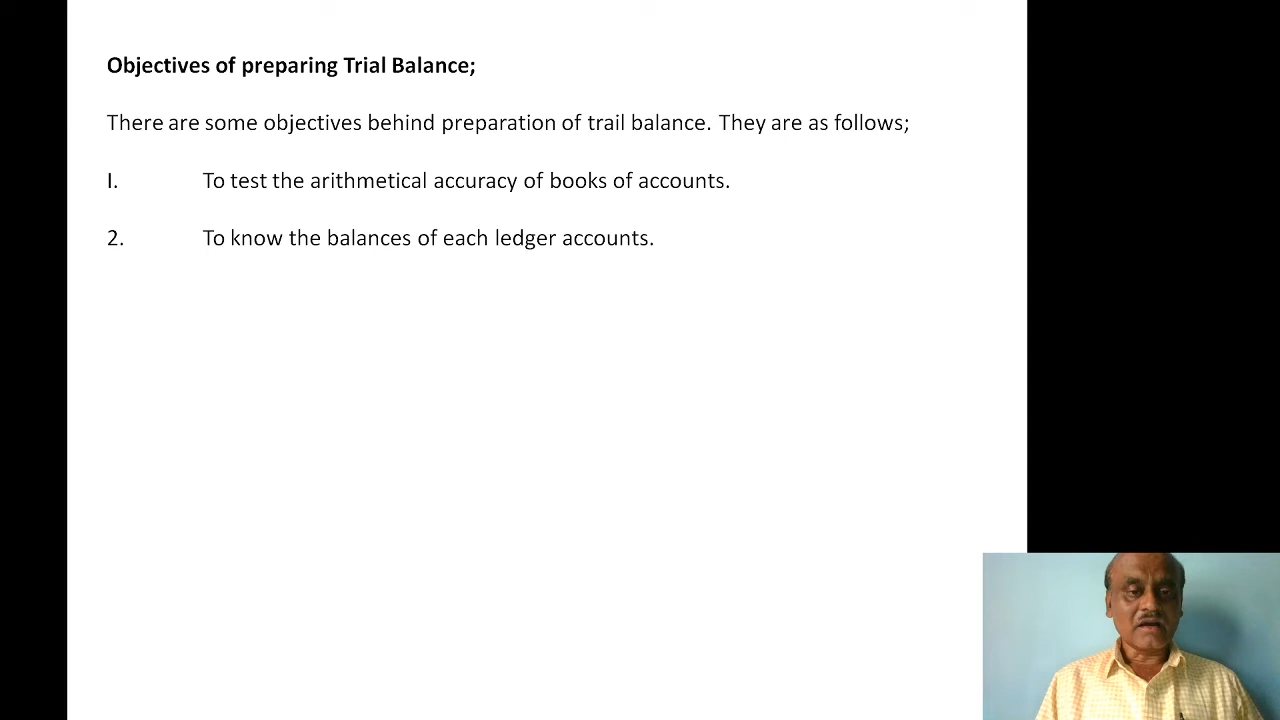 Objectives of preparing Trial Balance;
There are some objectives behind preparation of trail balance. They are as follows;
I. To test the arithmetical accuracy of books of accounts.
2. To know the balances of each ledger accounts.